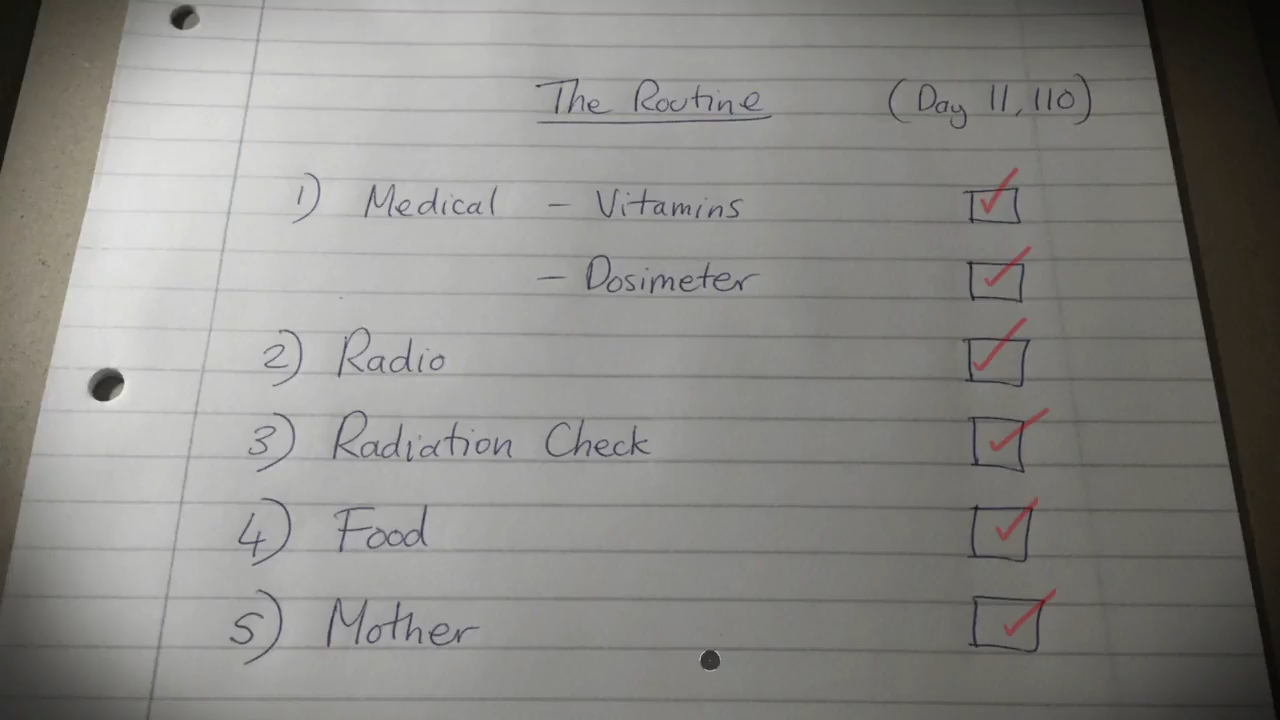 The Routine (Day 11,110)
1) Medical - Vitamins
- Dosimeter
2) Radio
3) Radiation Check
4) Food
5) Mother